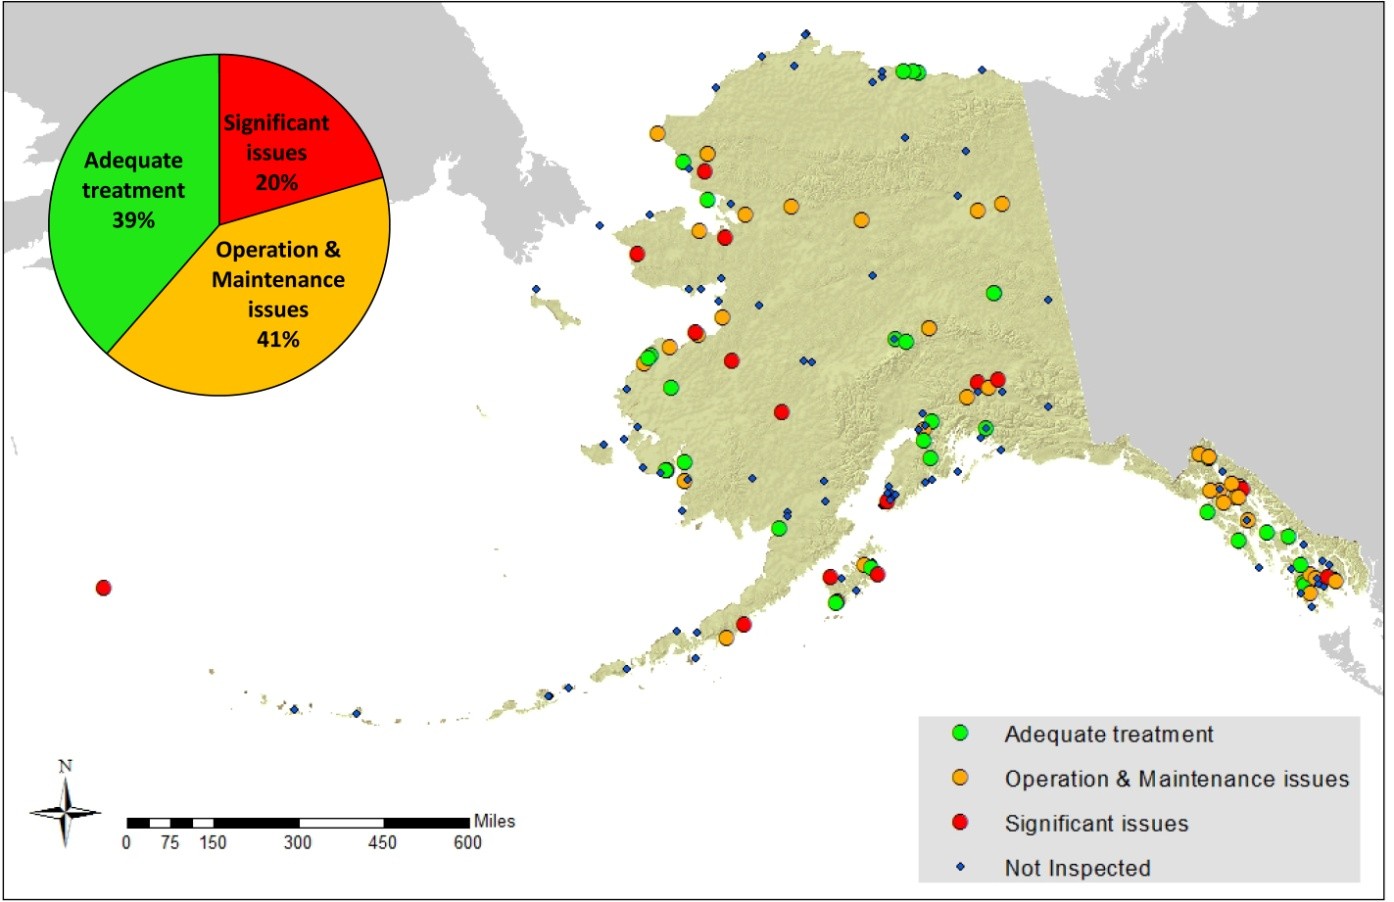 Significant
issues
20%
Adequate
treatment
39%
Operation &
Maintenance
issues
41%
Adequate treatment
Operation & Maintenance issues
Significant issues
Not Inspected
N
Miles
0 75 150 300 450 600